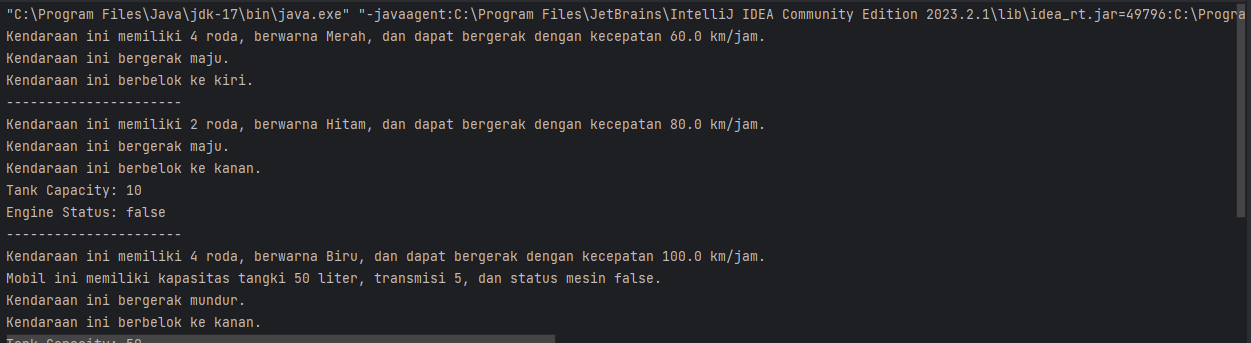 "C:\Program Files\Java\jdk-17\bin\java.exe" "-javaagent:C:\Program Files\JetBrains\IntelliJ IDEA Community Edition 2023.2.1\lib\idea_rt.jar=49796:C:\Progra
Kendaraan ini memiliki 4 roda, berwarna Merah, dan dapat bergerak dengan kecepatan 60.0 km/jam.
Kendaraan ini bergerak maju.
Kendaraan ini berbelok ke kiri.
----------------------
Kendaraan ini memiliki 2 roda, berwarna Hitam, dan dapat bergerak dengan kecepatan 80.0 km/jam.
Kendaraan ini bergerak maju.
Kendaraan ini berbelok ke kanan.
Tank Capacity: 10
Engine Status: false
----------------------
Kendaraan ini memiliki 4 roda, berwarna Biru, dan dapat bergerak dengan kecepatan 100.0 km/jam.
Mobil ini memiliki kapasitas tangki 50 liter, transmisi 5, dan status mesin false.
Kendaraan ini bergerak mundur.
Kendaraan ini berbelok ke kanan.
Tank Capacity: 50